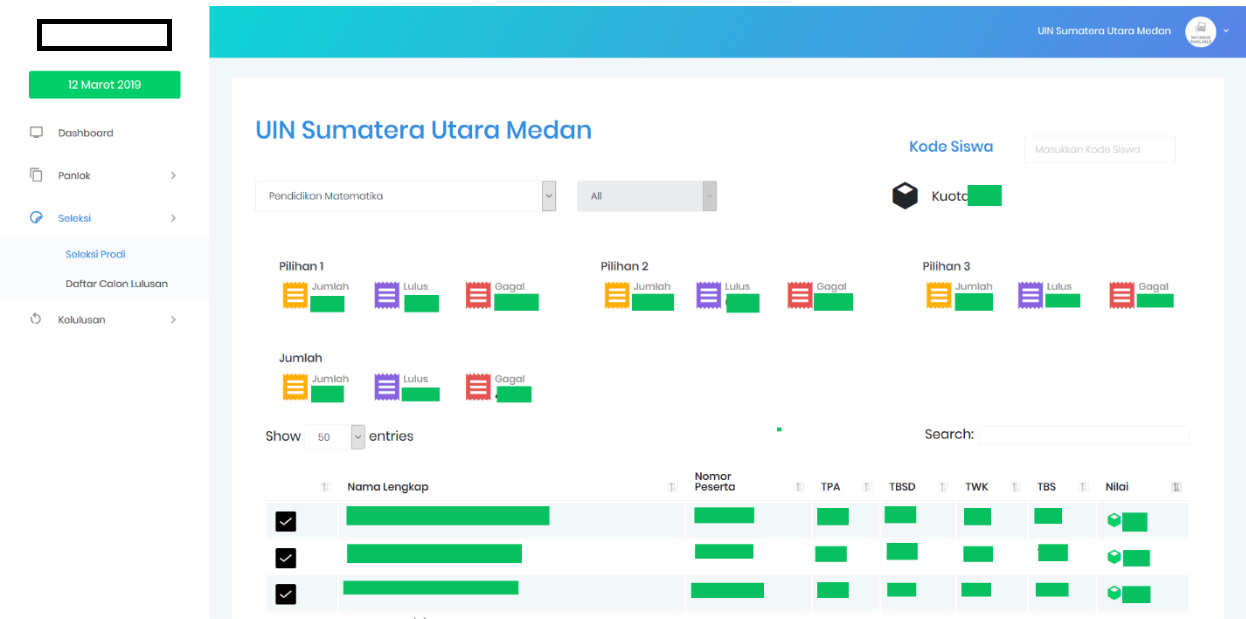 UIN Sumatera Utara Medan
12 Maret 2019
Dashboard
Panlok
Seleksi
Seleksi Prodi
Daftar Calon Lulusan
Kelulusan
UIN Sumatera Utara Medan
Kode Siswa
Masukkan Kode Siswa
Pendidikan Matematika
All
Kuota
Pilihan 1
Jumlah Lulus Gagal
Pilihan 2
Jumlah Lulus Gagal
Pilihan 3
Jumlah Lulus Gagal
Jumlah
Jumlah Lulus Gagal
Show 50 entries
Search:
Nama Lengkap
Nomor
Peserta
TPA
TBSD
TWK
TBS
Nilai